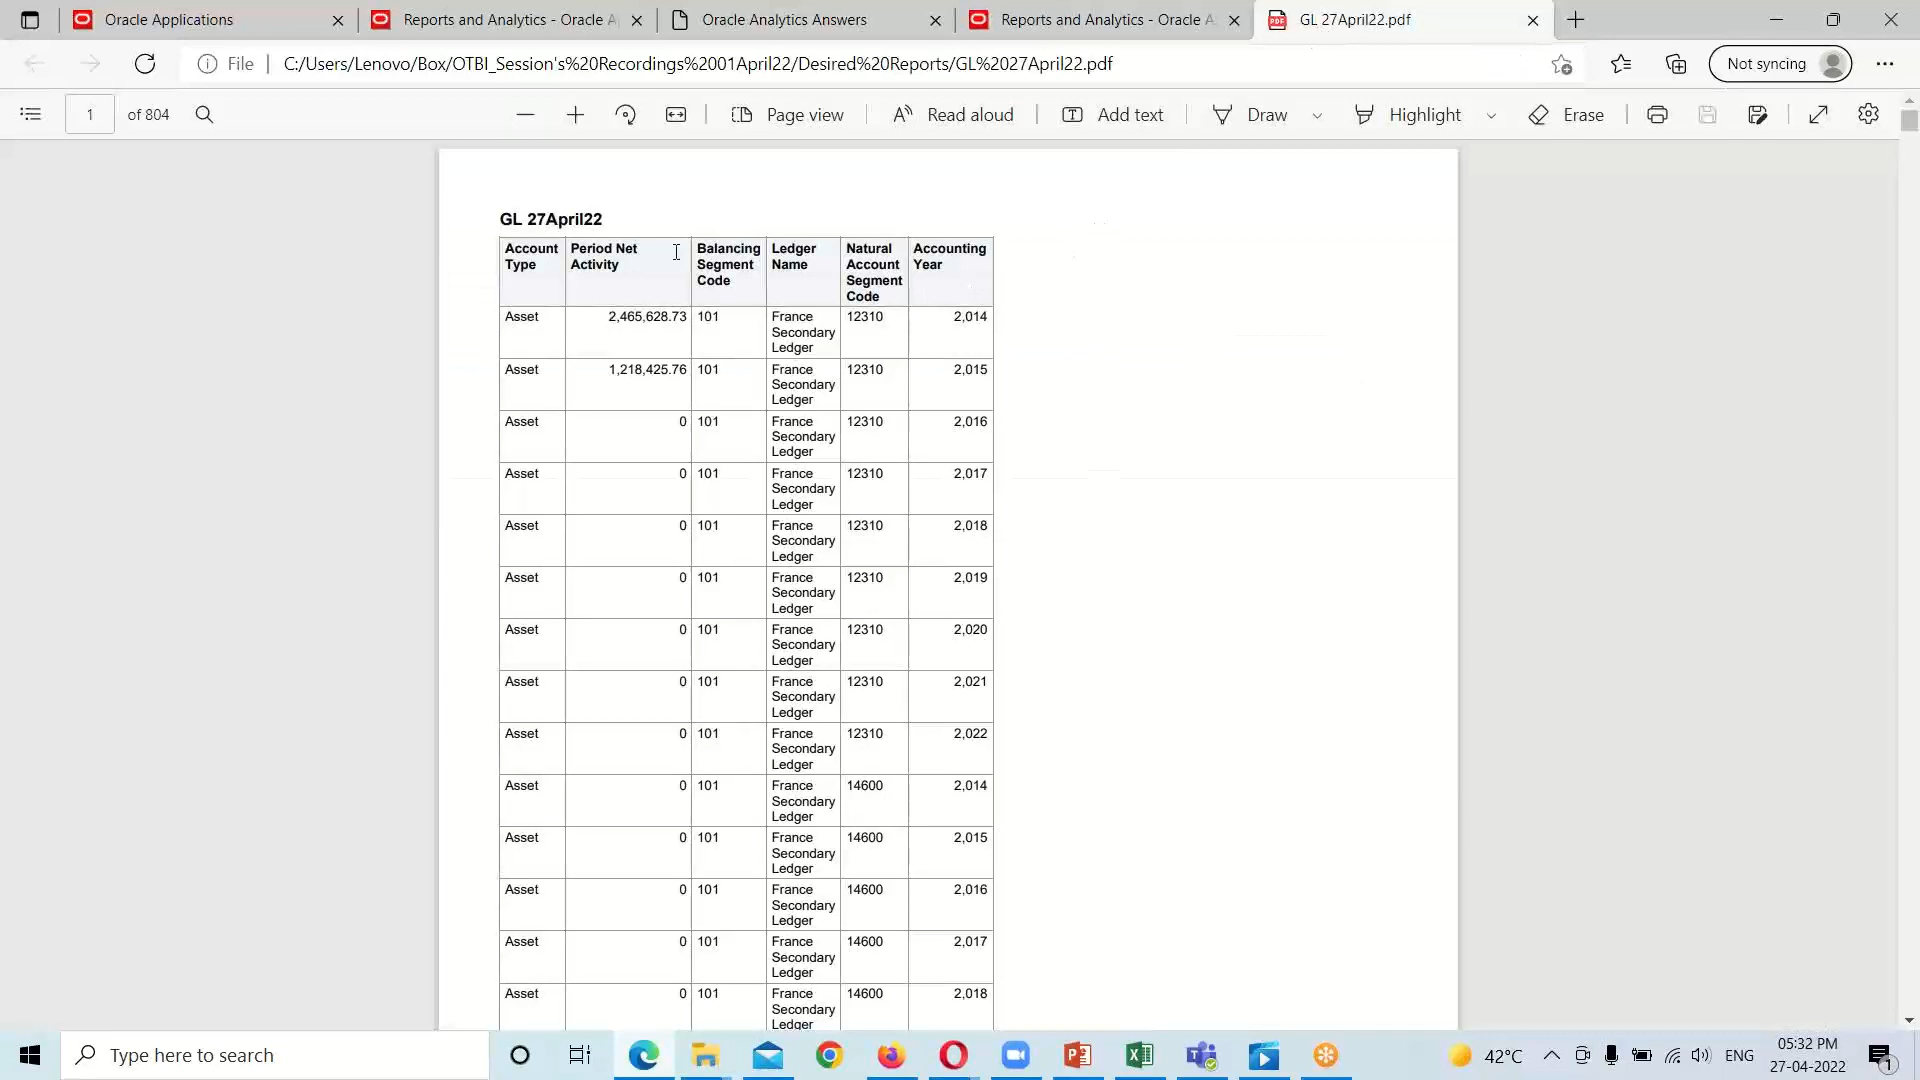 Oracle Applications
Reports and Analytics - Oracle A
Oracle Analytics Answers
Reports and Analytics - Oracle A
GL 27April22.pdf
File
C:/Users/Lenovo/Box/OTBI_Session's%20Recordings%2001April22/Desired%20Reports/GL%2027April22.pdf
Not syncing
1 of 804
Page view
Read aloud
Add text
Draw
Highlight
Erase
GL 27April22
Account Type
Period Net Activity
Balancing Segment Code
Ledger Name
Natural Account Segment Code
Accounting Year
Asset 2,465,628.73 101 France Secondary Ledger 12310 2,014
Asset 1,218,425.76 101 France Secondary Ledger 12310 2,015
Asset 0 101 France Secondary Ledger 12310 2,016
Asset 0 101 France Secondary Ledger 12310 2,017
Asset 0 101 France Secondary Ledger 12310 2,018
Asset 0 101 France Secondary Ledger 12310 2,019
Asset 0 101 France Secondary Ledger 12310 2,020
Asset 0 101 France Secondary Ledger 12310 2,021
Asset 0 101 France Secondary Ledger 12310 2,022
Asset 0 101 France Secondary Ledger 14600 2,014
Asset 0 101 France Secondary Ledger 14600 2,015
Asset 0 101 France Secondary Ledger 14600 2,016
Asset 0 101 France Secondary Ledger 14600 2,017
Asset 0 101 France Secondary Ledger 14600 2,018
Type here to search
42°C
ENG
05:32 PM
27-04-2022
1